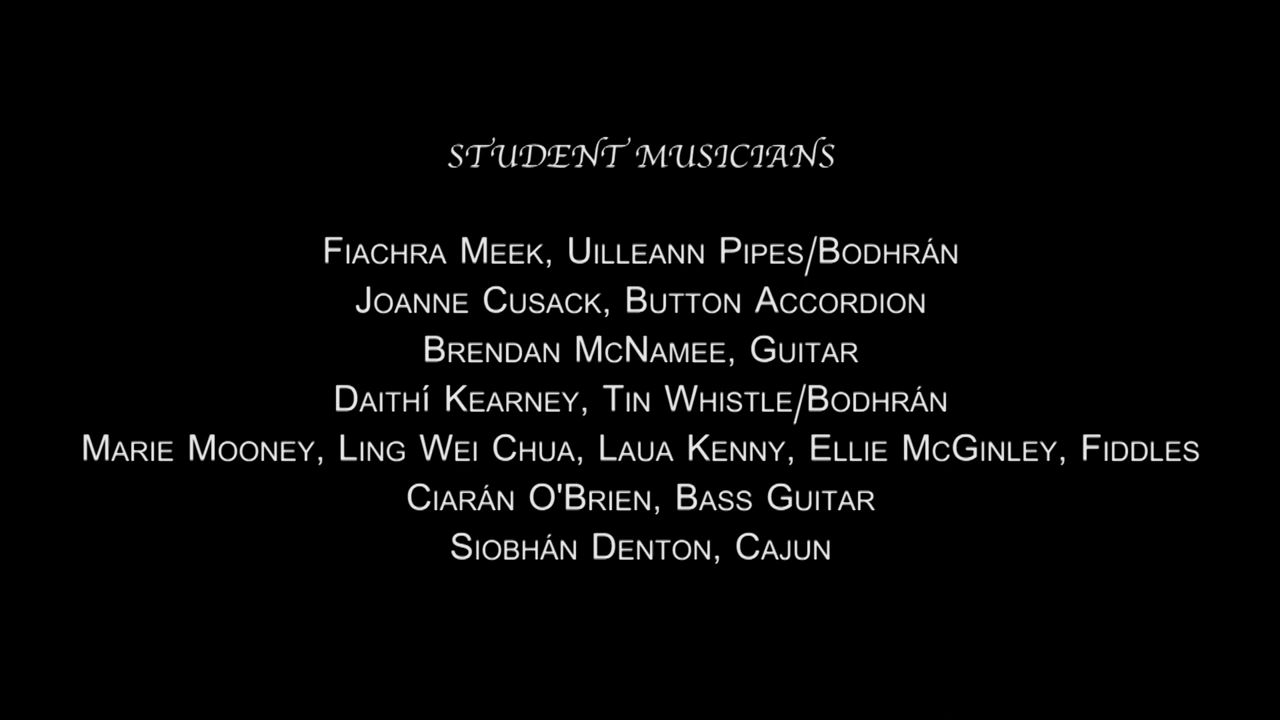 STUDENT MUSICIANS
Fiachra Meek, Uilleann Pipes/Bodhrán
Joanne Cusack, Button Accordion
Brendan McNamee, Guitar
Daithí Kearney, Tin Whistle/Bodhrán
Marie Mooney, Ling Wei Chua, Laua Kenny, Ellie McGinley, Fiddles
Ciarán O'Brien, Bass Guitar
Siobhán Denton, Cajun